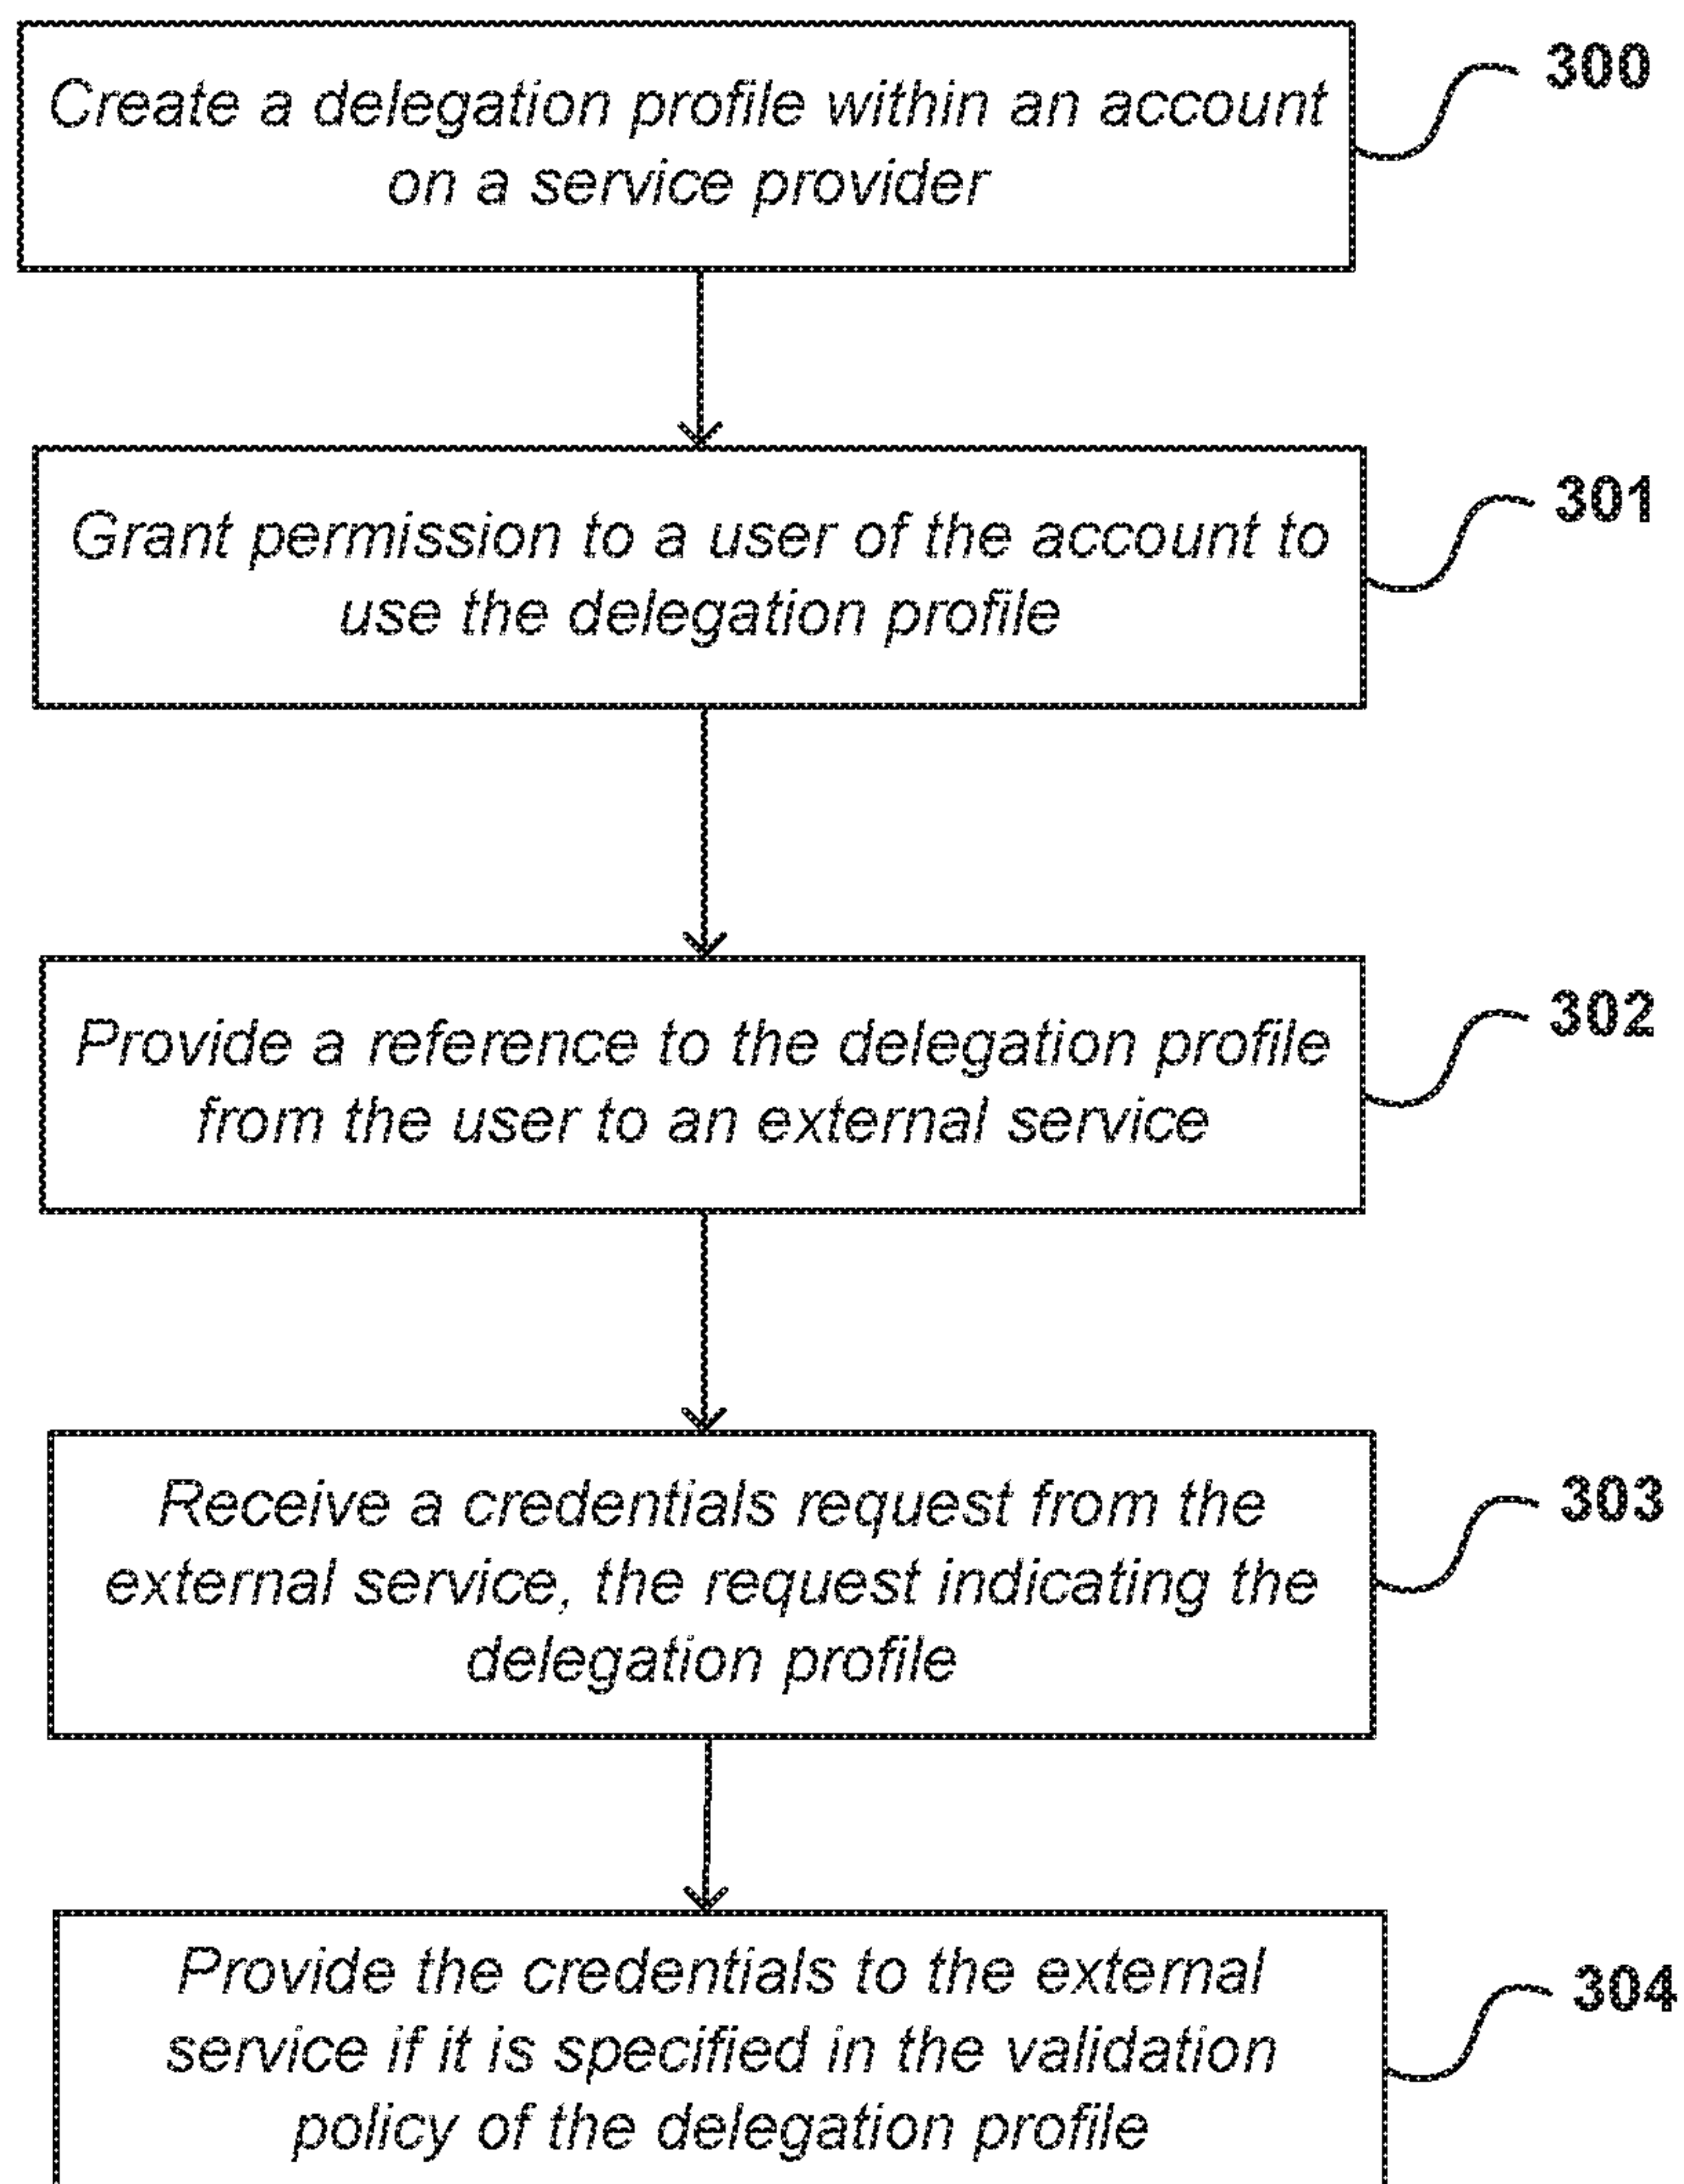 Create a delegation profile within an account
on a service provider
300
Grant permission to a user of the account to
use the delegation profile
301
Provide a reference to the delegation profile
from the user to an external service
302
Receive a credentials request from the
external service, the request indicating the
delegation profile
303
Provide the credentials to the external
service if it is specified in the validation
policy of the delegation profile
304